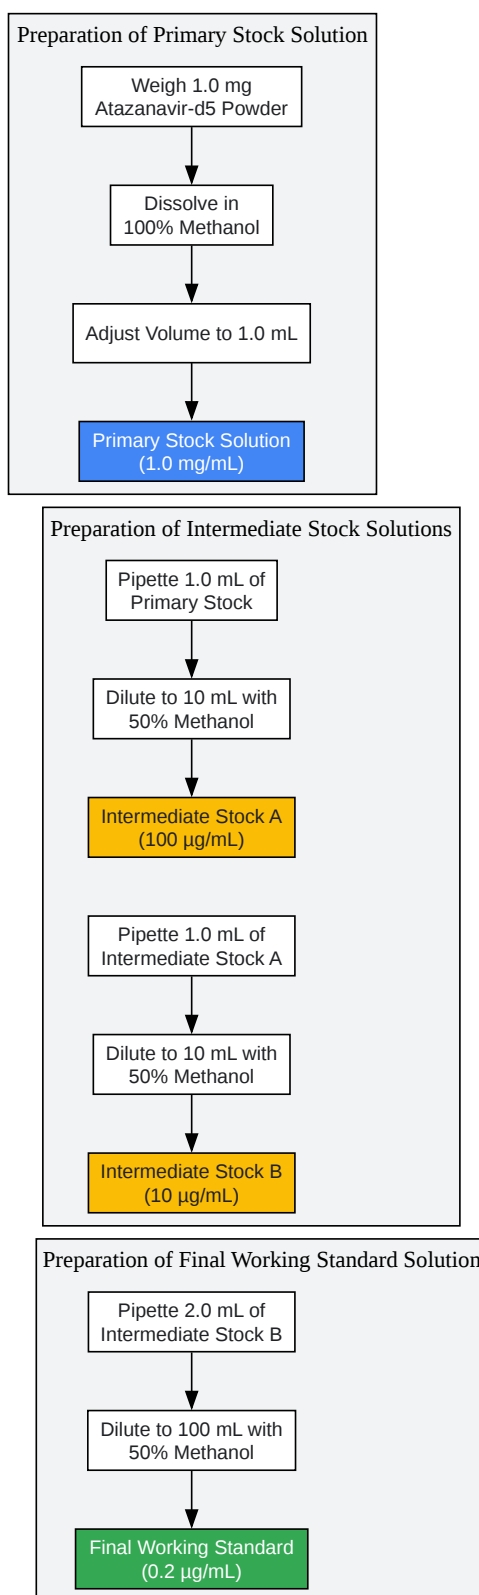 Preparation of Primary Stock Solution
Weigh 1.0 mg
Atazanavir-d5 Powder
Dissolve in
100% Methanol
Adjust Volume to 1.0 mL
Primary Stock Solution
(1.0 mg/mL)
Preparation of Intermediate Stock Solutions
Pipette 1.0 mL of
Primary Stock
Dilute to 10 mL with
50% Methanol
Intermediate Stock A
(100 µg/mL)
Pipette 1.0 mL of
Intermediate Stock A
Dilute to 10 mL with
50% Methanol
Intermediate Stock B
(10 µg/mL)
Preparation of Final Working Standard Solution
Pipette 2.0 mL of
Intermediate Stock B
Dilute to 100 mL with
50% Methanol
Final Working Standard
(0.2 µg/mL)